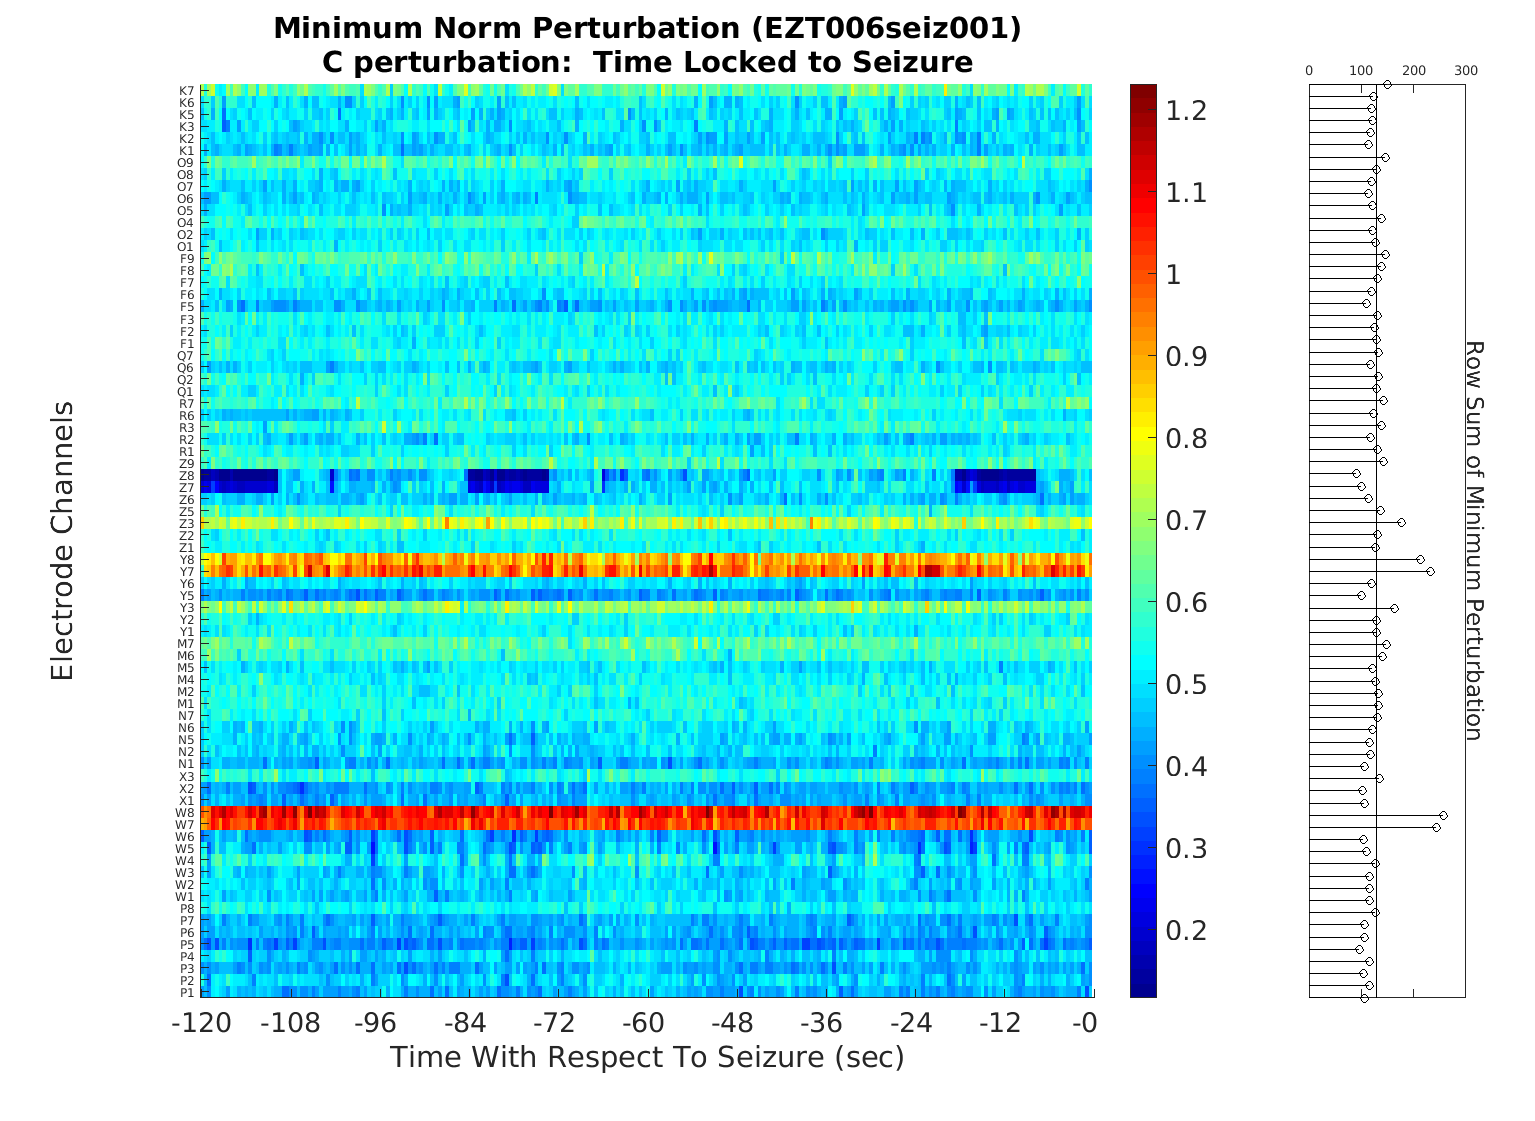 Minimum Norm Perturbation (EZT006seiz001)
C perturbation:  Time Locked to Seizure
Electrode Channels
K7
K6
K5
K3
K2
K1
O9
O8
O7
O6
O5
O4
O2
O1
F9
F8
F7
F6
F5
F3
F2
F1
Q7
Q6
Q2
Q1
R7
R6
R3
R2
R1
Z9
Z8
Z7
Z6
Z5
Z3
Z2
Z1
Y8
Y7
Y6
Y5
Y3
Y2
Y1
M7
M6
M5
M4
M2
M1
N7
N6
N5
N2
N1
X3
X2
X1
W8
W7
W6
W5
W4
W3
W2
W1
P8
P7
P6
P5
P4
P3
P2
P1
-120 -108 -96 -84 -72 -60 -48 -36 -24 -12 -0
Time With Respect To Seizure (sec)
1.2
1.1
1
0.9
0.8
0.7
0.6
0.5
0.4
0.3
0.2
0 100 200 300
Row Sum of Minimum Perturbation